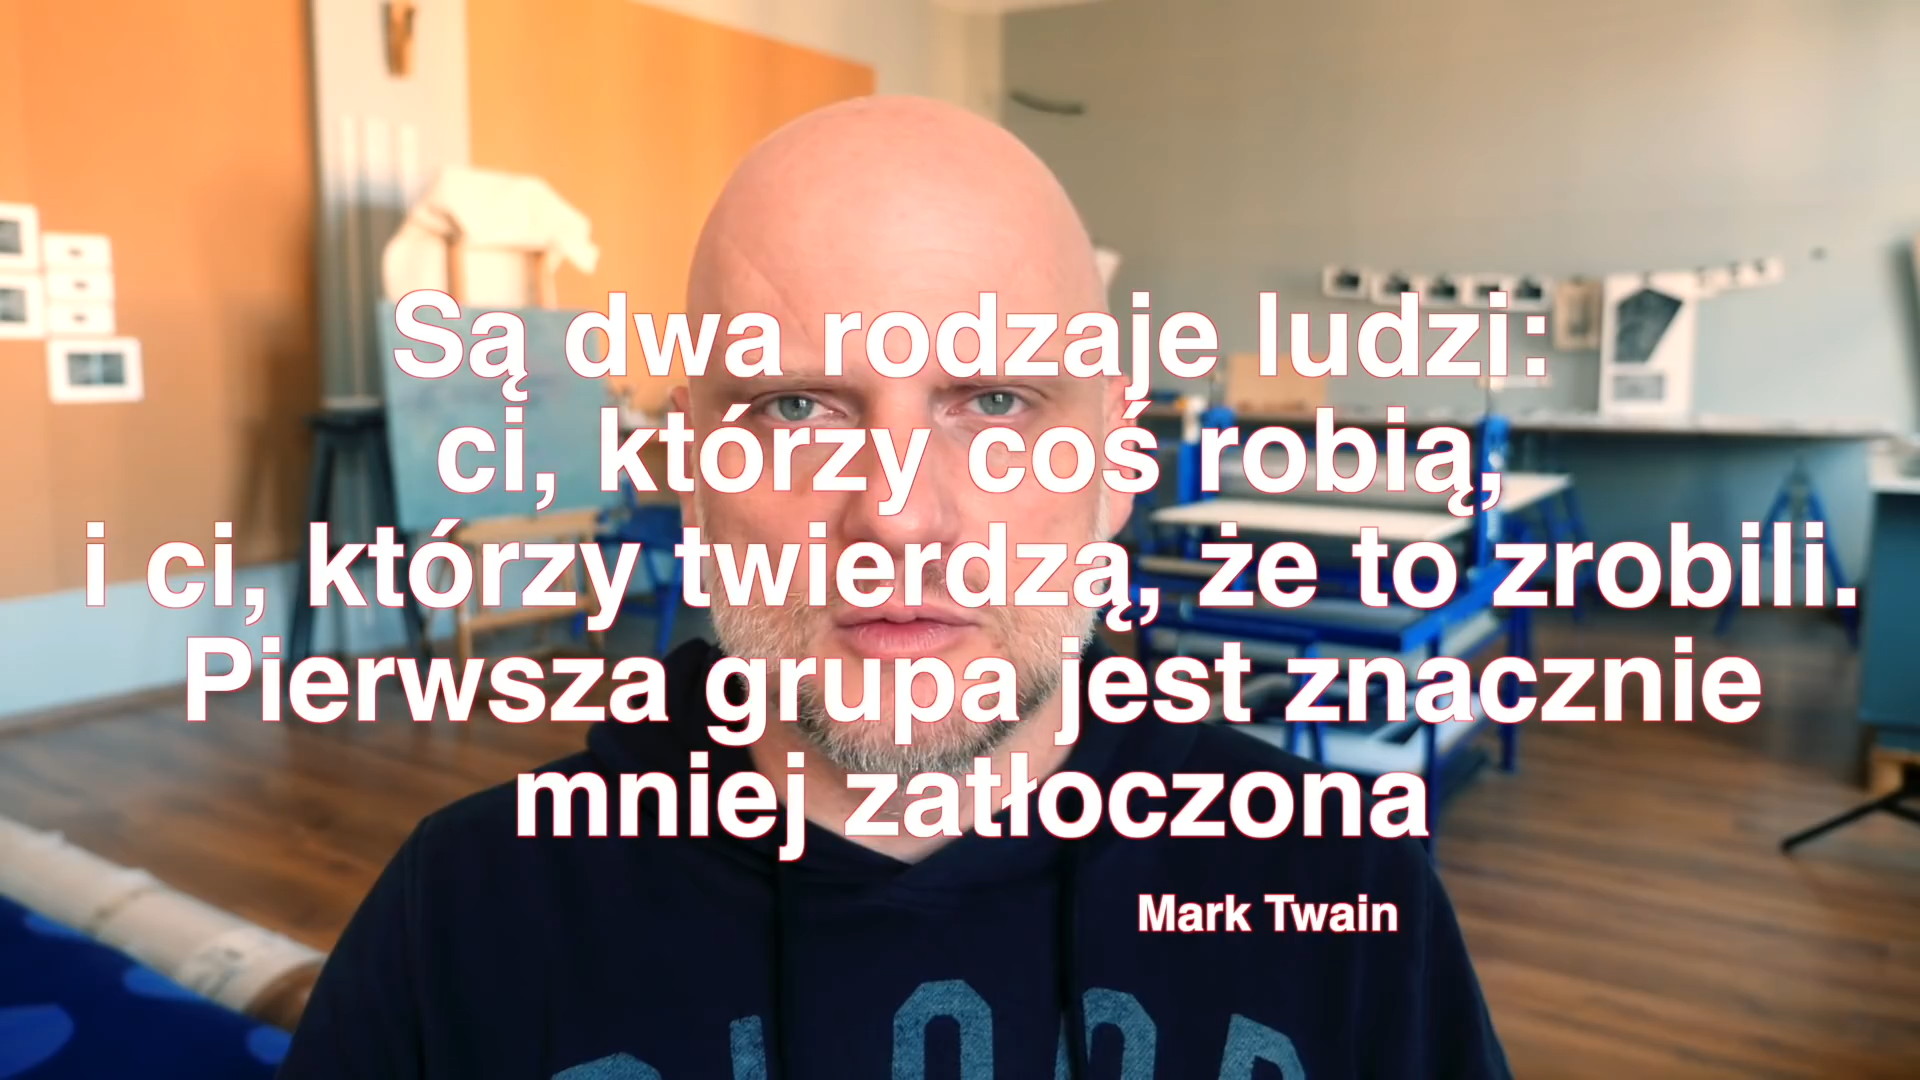 Są dwa rodzaje ludzi:
ci, którzy coś robią,
i ci, którzy twierdzą, że to zrobili.
Pierwsza grupa jest znacznie
mniej zatłoczona
Mark Twain